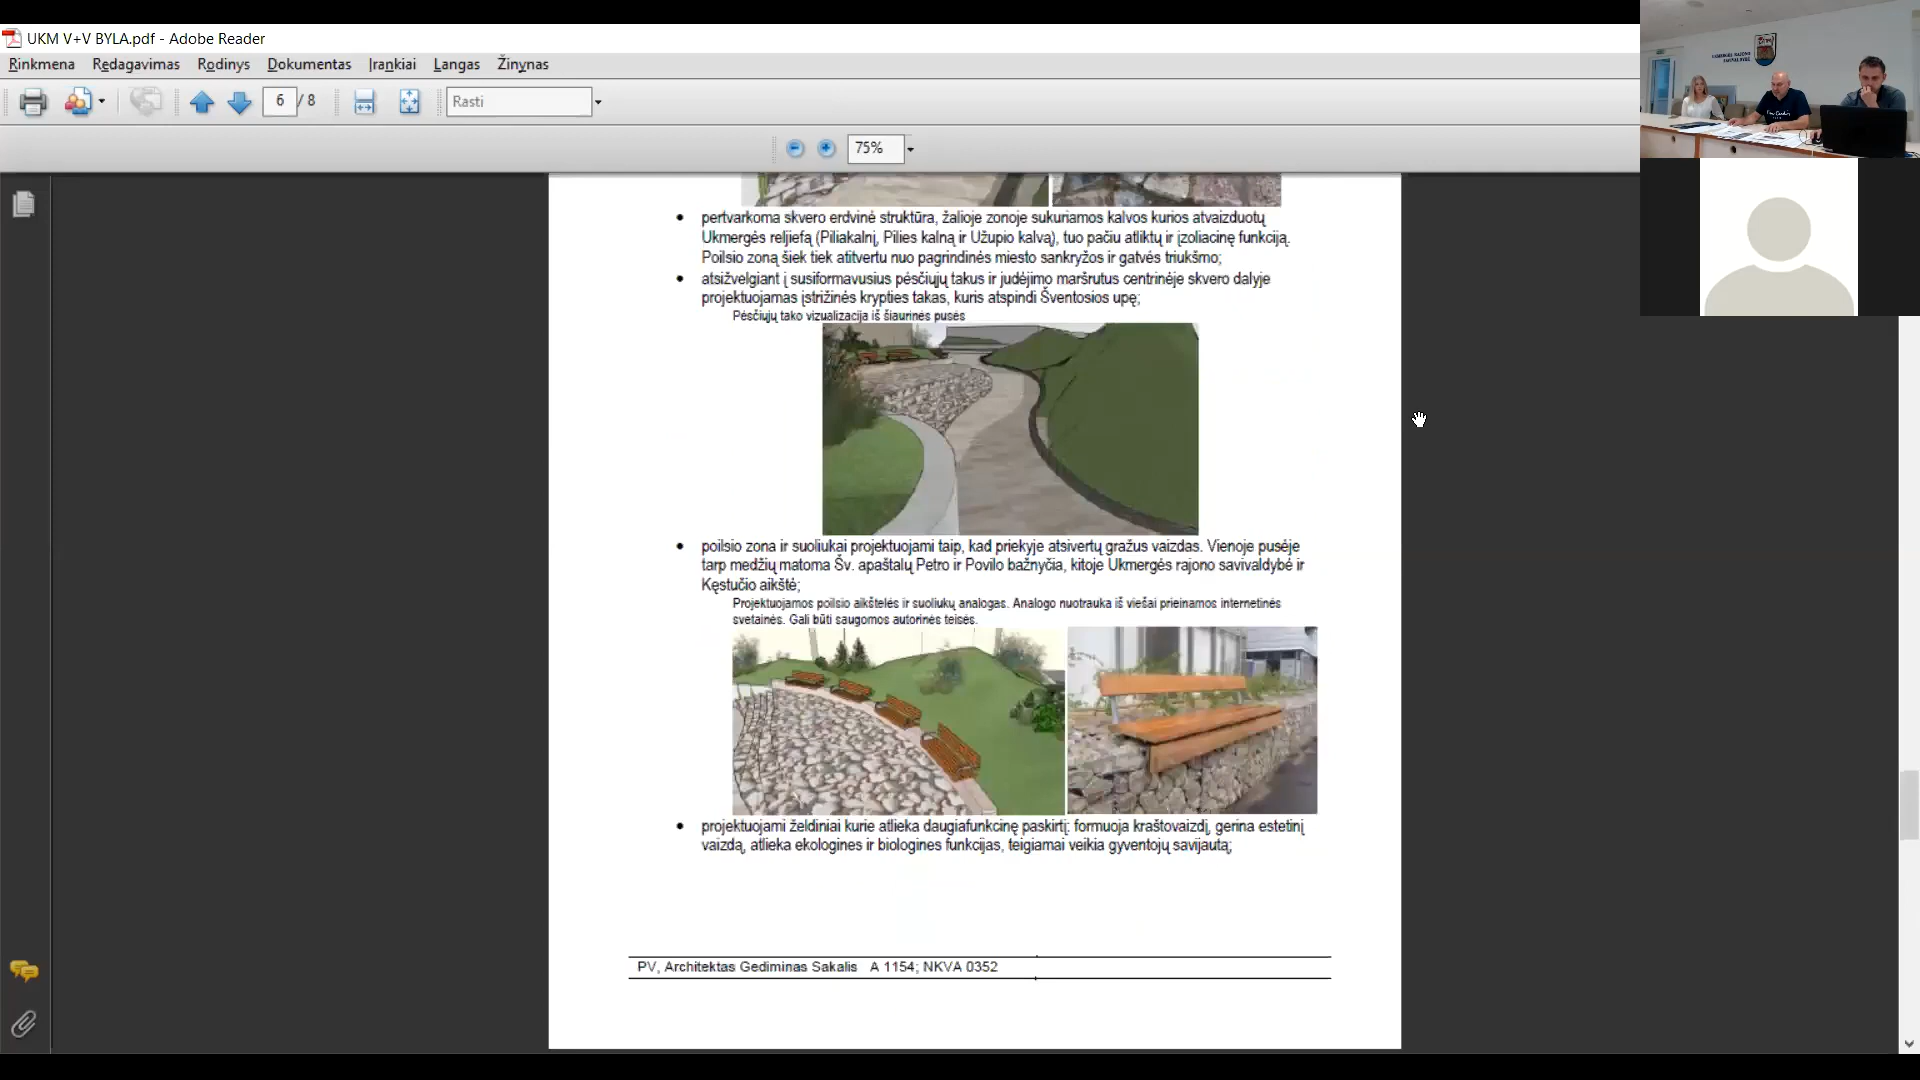 UKM V+V BYLA.pdf - Adobe Reader
Rinkmena Redagavimas Rodinys Dokumentas Įrankiai Langas Žinynas
6 / 8 Rasti
75%
pertvarkoma skvero erdvinė struktūra, žalioje zonoje sukuriamos kalvos kurios atvaizduotų
Ukmergės reljiefą (Piliakalnį, Pilies kalną ir Užupio kalvą), tuo pačiu atliktų ir įzoliacinę funkciją.
Poilsio zoną šiek tiek atitvertu nuo pagrindinės miesto sankryžos ir gatvės triukšmo;
atsižvelgiant į susiformavusius pėsčiųjų takus ir judėjimo maršrutus centrinėje skvero dalyje
projektuojamas įstrižinės krypties takas, kuris atspindi Šventosios upę;
Pėsčiųjų tako vizualizacija iš šiaurinės pusės
poilsio zona ir suoliukai projektuojami taip, kad priekyje atsivertų gražus vaizdas. Vienoje pusėje
tarp medžių matoma Šv. apaštalų Petro ir Povilo bažnyčia, kitoje Ukmergės rajono savivaldybė ir
Kęstučio aikštė;
Projektuojamos poilsio aikštelės ir suoliukų analogas. Analogo nuotrauka iš viešai prieinamos internetinės
svetainės. Gali būti saugomos autorinės teisės.
projektuojami želdiniai kurie atlieka daugiafunkcinę paskirtį: formuoja kraštovaizdį, gerina estetinį
vaizdą, atlieka ekologines ir biologines funkcijas, teigiamai veikia gyventojų savijautą;
PV, Architektas Gediminas Sakalis A 1154; NKVA 0352